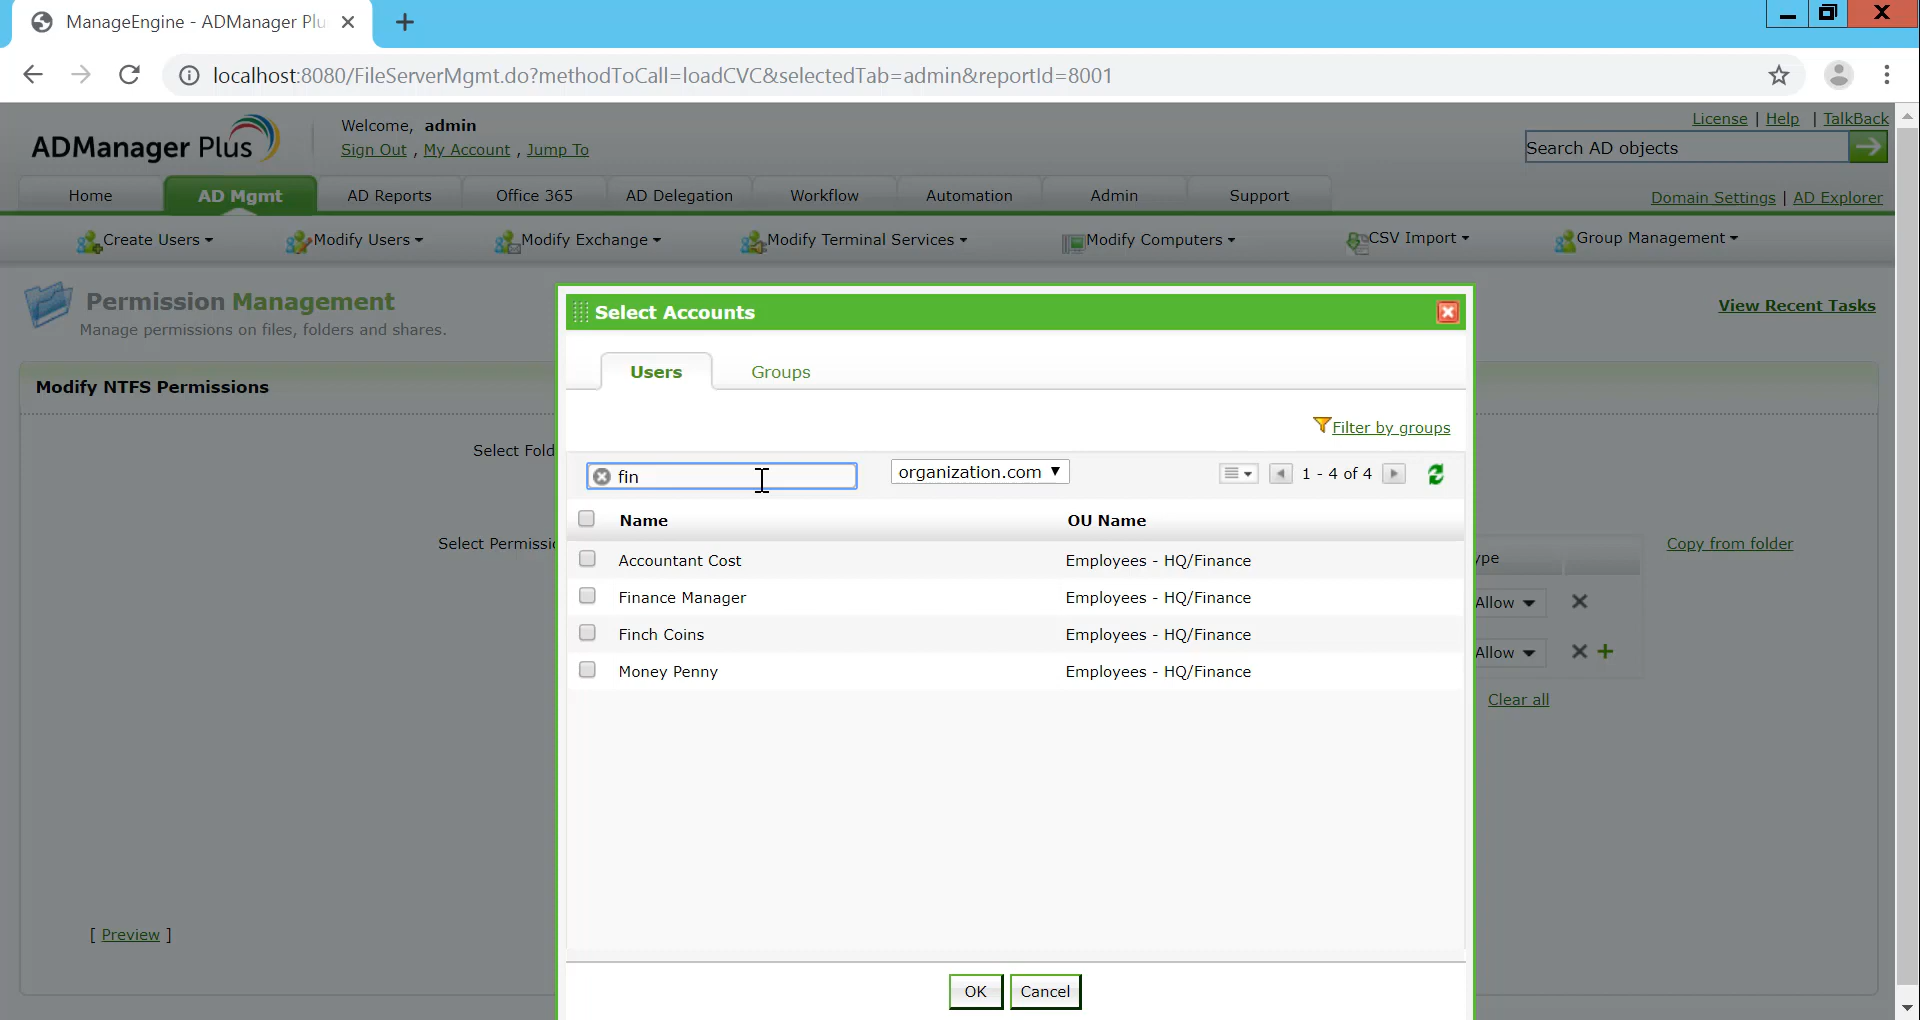 ManageEngine - ADManager Plu
localhost:8080/FileServerMgmt.do?methodToCall=loadCVC&selectedTab=admin&reportId=8001
ADManager Plus
Welcome, admin
Sign Out , My Account , Jump To
License | Help | TalkBack
Search AD objects
Home AD Mgmt AD Reports Office 365 AD Delegation Workflow Automation Admin Support
Domain Settings | AD Explorer
Create Users Modify Users Modify Exchange Modify Terminal Services Modify Computers CSV Import Group Management
Permission Management
Manage permissions on files, folders and shares.
View Recent Tasks
Modify NTFS Permissions
Select Fold
Select Permissio
[ Preview ]
Select Accounts
Users Groups
Filter by groups
fin organization.com 1 - 4 of 4
Name OU Name
Accountant Cost Employees - HQ/Finance
Finance Manager Employees - HQ/Finance
Finch Coins Employees - HQ/Finance
Money Penny Employees - HQ/Finance
OK Cancel
ype
Copy from folder
Allow
Allow
Clear all